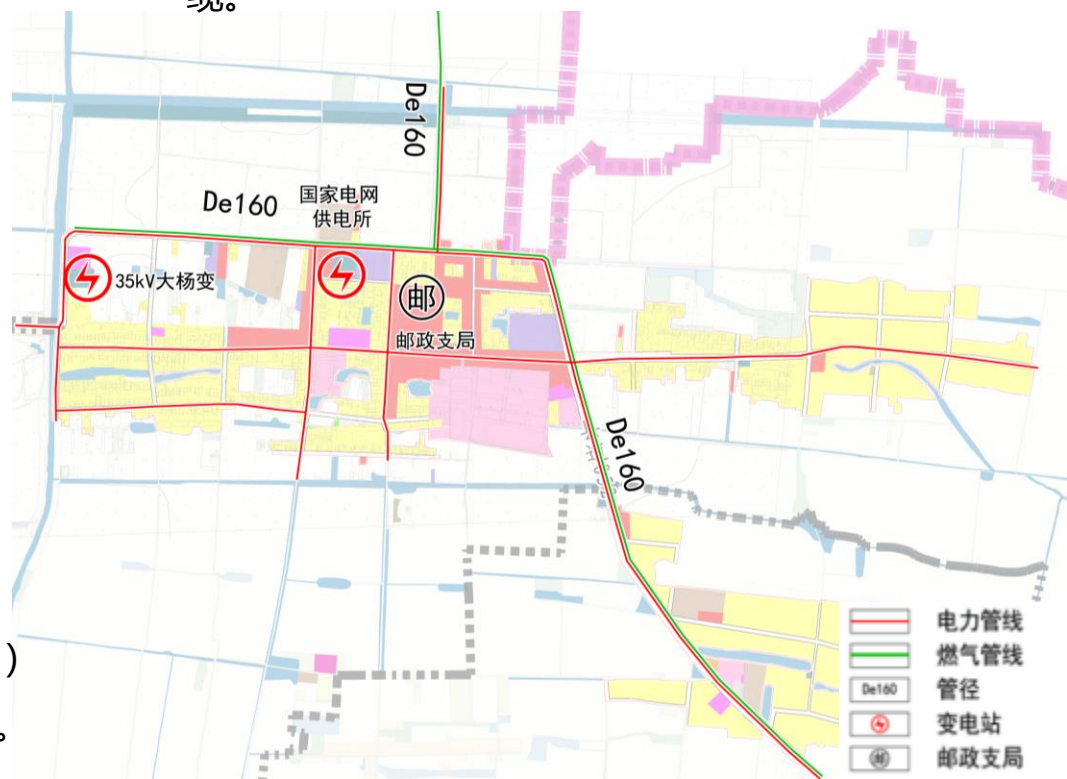 缆。
De160
De160
国家电网
供电所
35kV大杨变
邮
邮政支局
De160
)
。
电力管线
燃气管线
De160 管径
变电站
邮 邮政支局